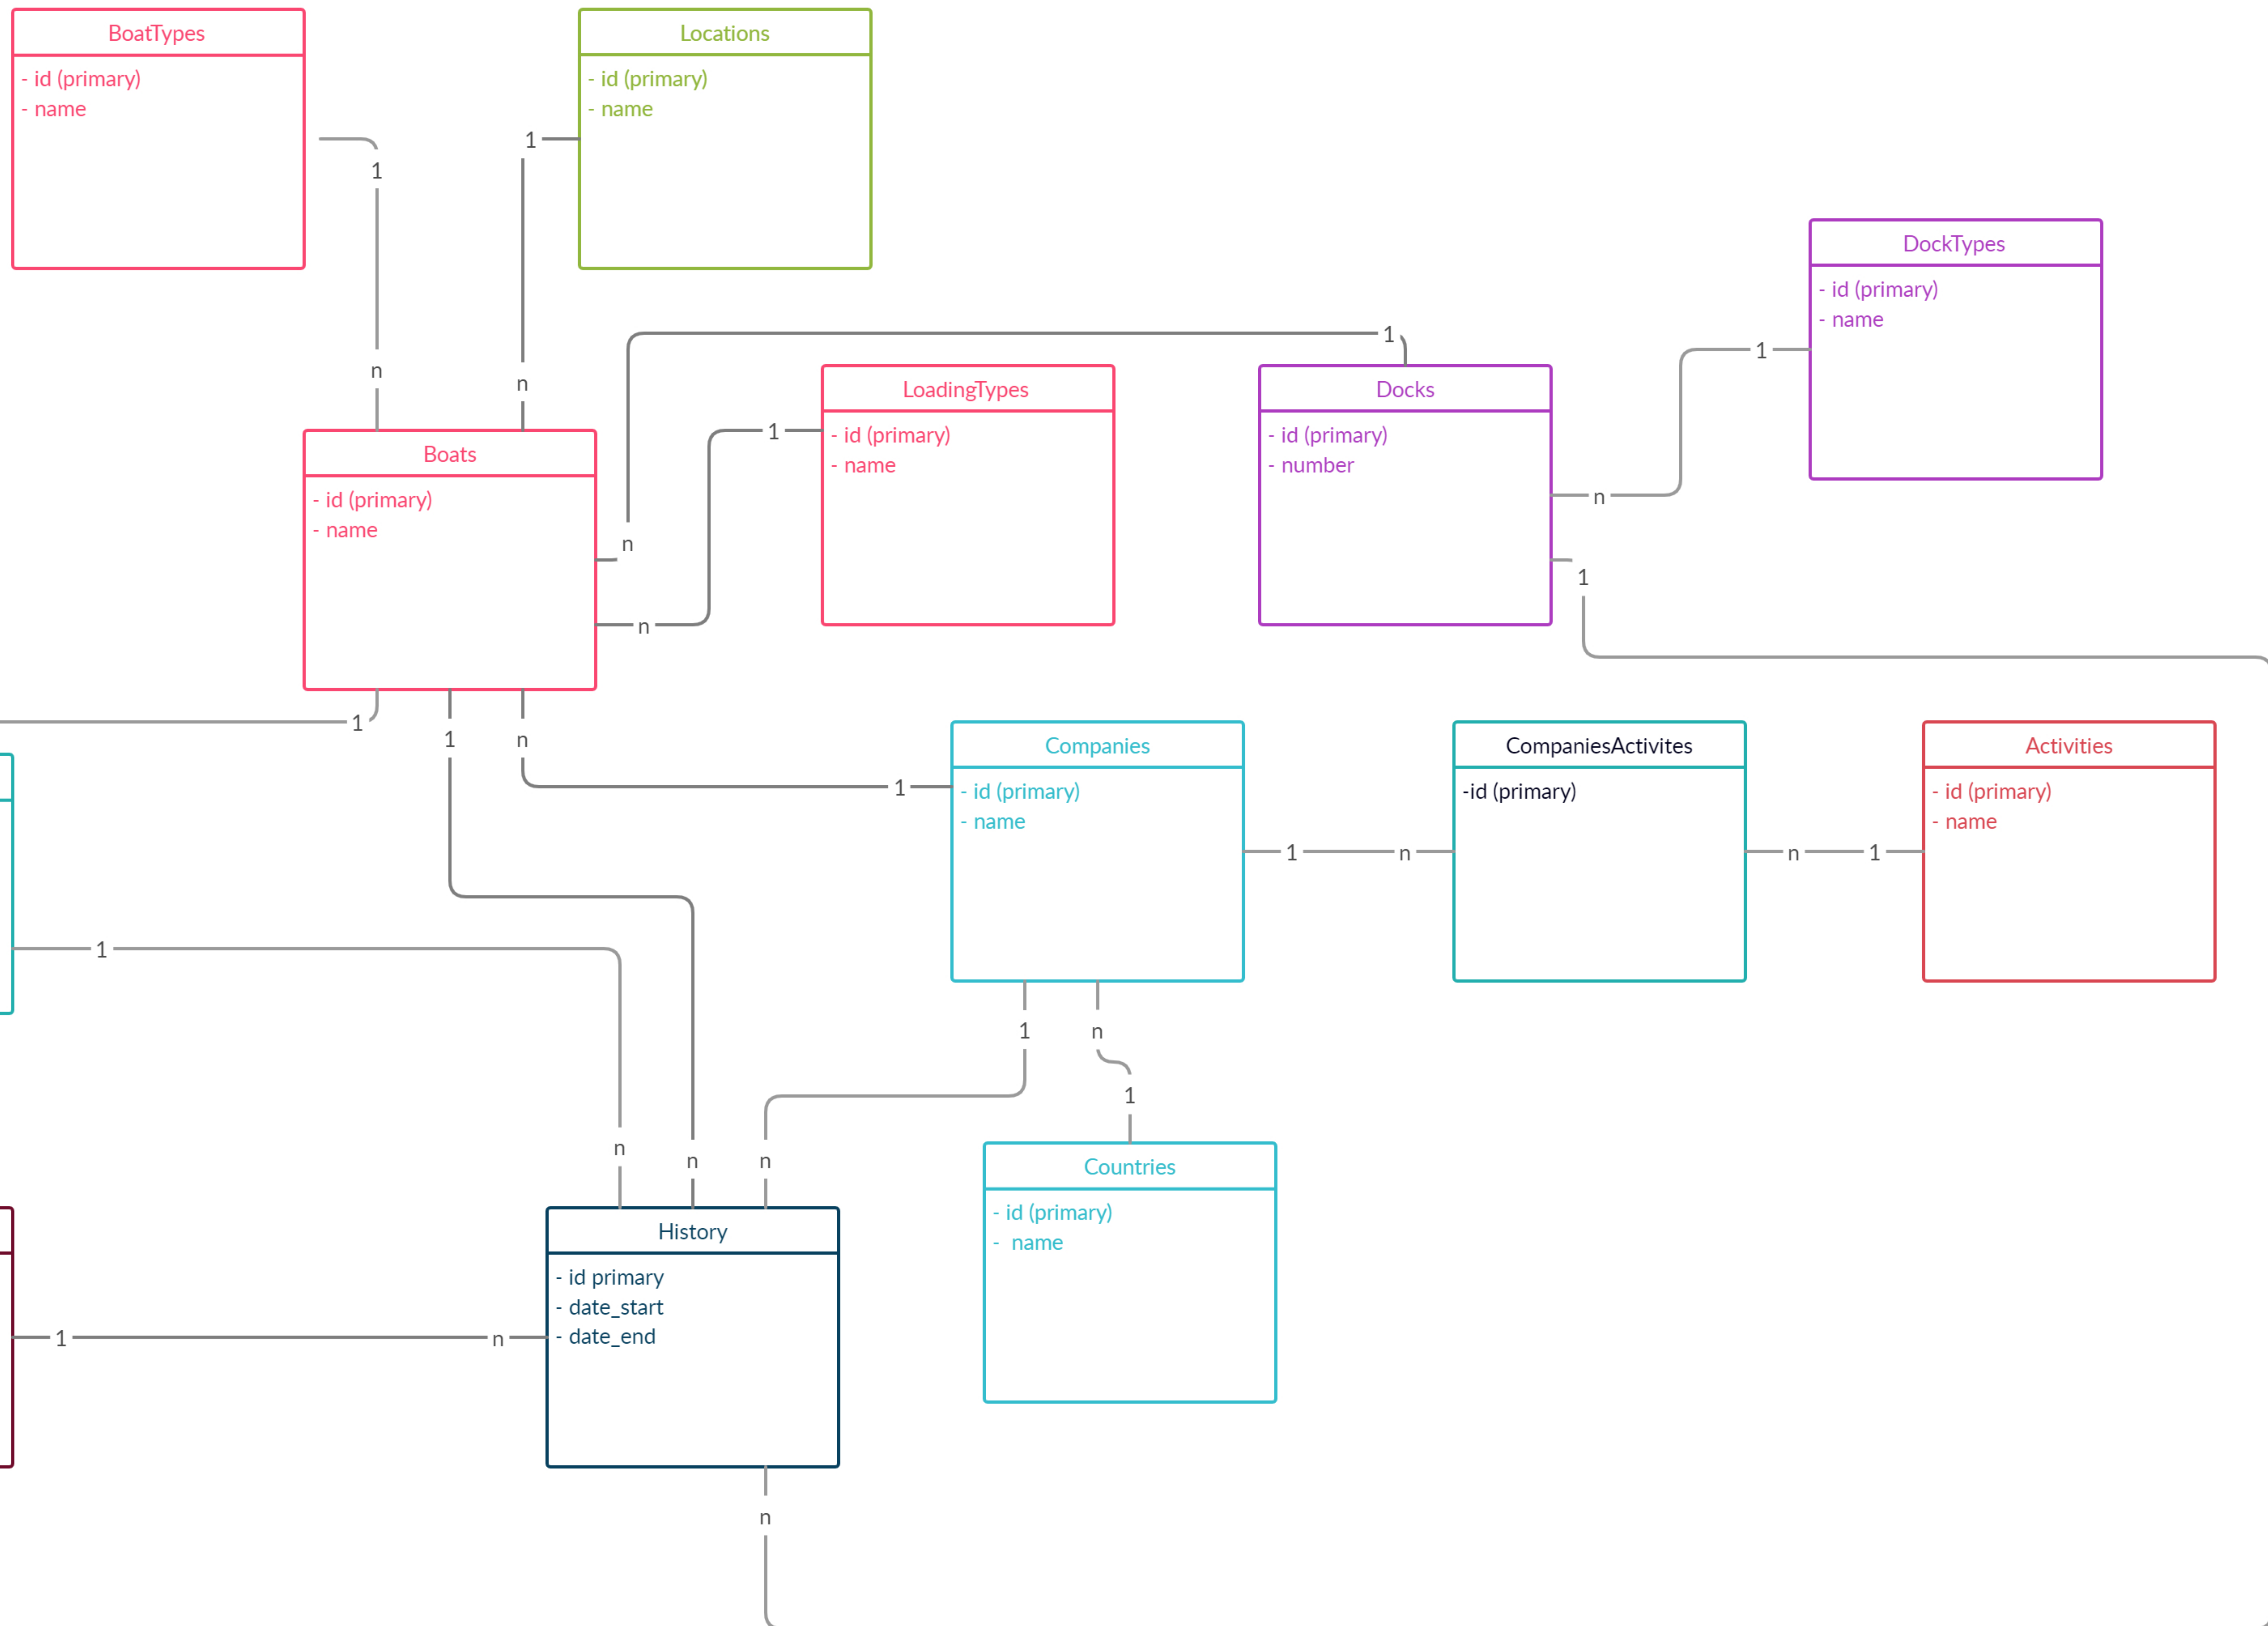 BoatTypes
- id (primary)
- name
Locations
- id (primary)
- name
1
1
n
n
DockTypes
- id (primary)
- name
1
n
1
Boats
- id (primary)
- name
n
n
LoadingTypes
- id (primary)
- name
1
Docks
- id (primary)
- number
1
1
1
n
Companies
- id (primary)
- name
1
1
n
CompaniesActivites
-id (primary)
n
1
Activities
- id (primary)
- name
1
1
n
1
n
n
n
Countries
- id (primary)
- name
History
- id primary
- date_start
- date_end
1
n
n